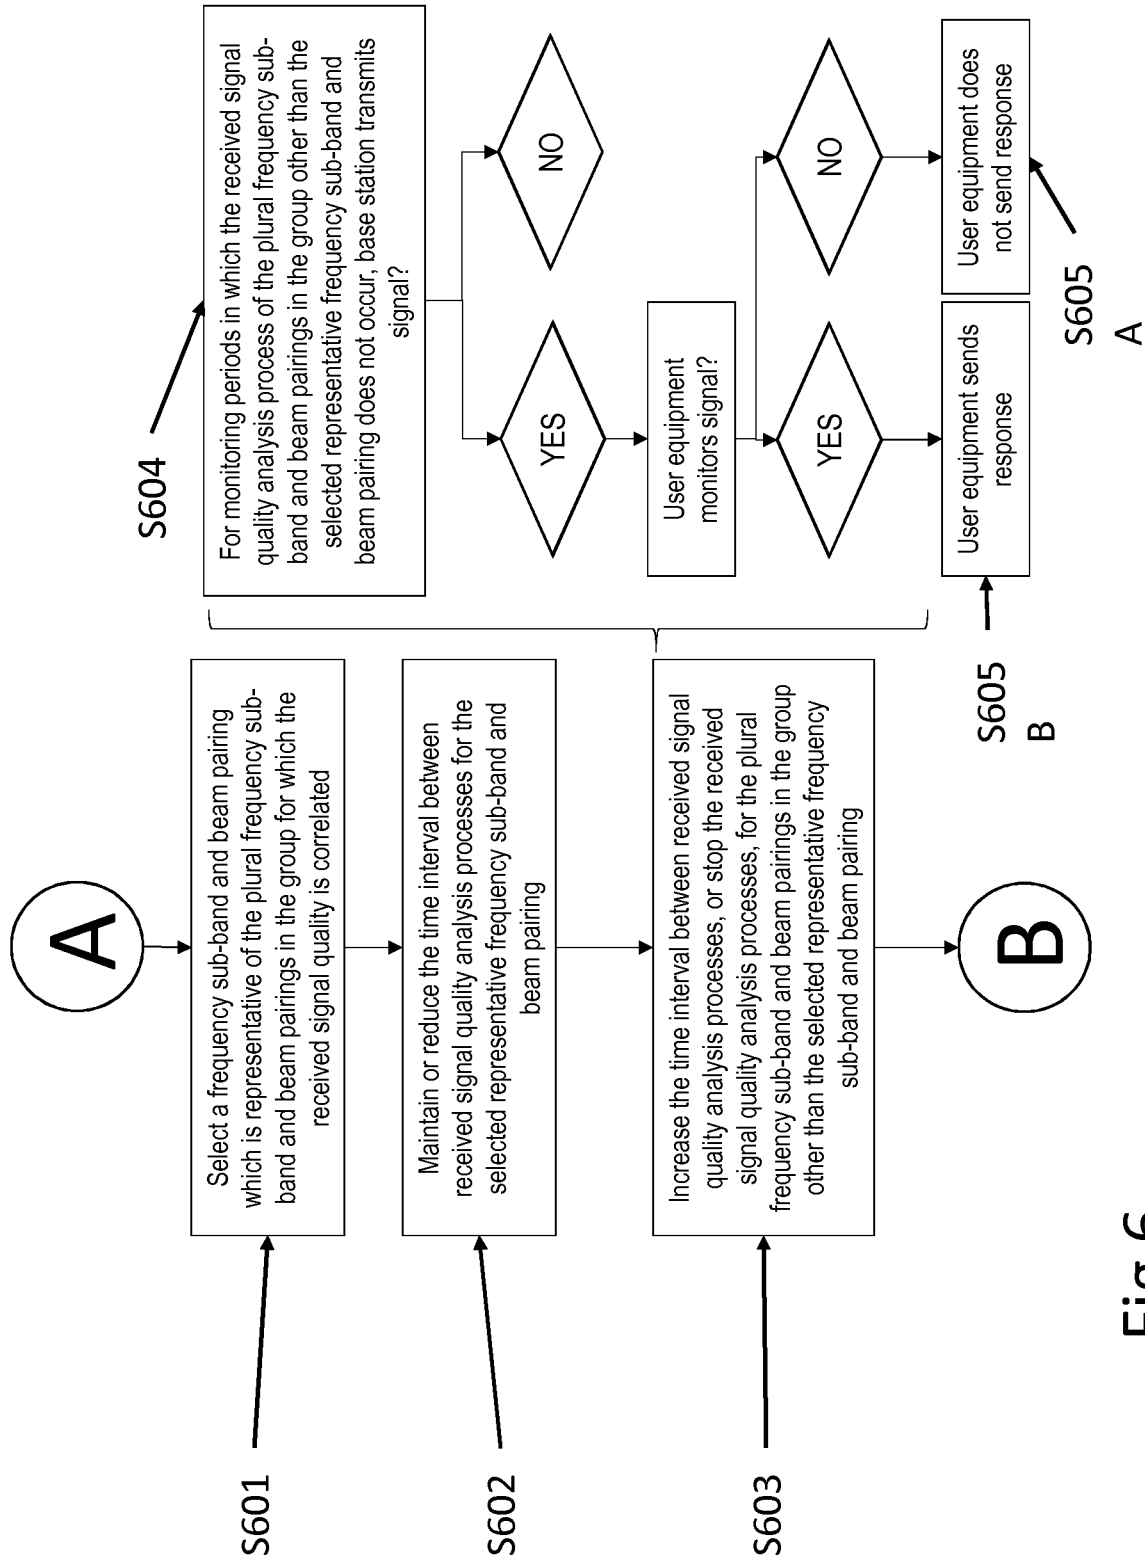 A
S601
Select a frequency sub-band and beam pairing
which is representative of the plural frequency sub-
band and beam pairings in the group for which the
received signal quality is correlated
S602
Maintain or reduce the time interval between
received signal quality analysis processes for the
selected representative frequency sub-band and
beam pairing
S603
Increase the time interval between received signal
quality analysis processes, or stop the received
signal quality analysis processes, for the plural
frequency sub-band and beam pairings in the group
other than the selected representative frequency
sub-band and beam pairing
B
S604
For monitoring periods in which the received signal
quality analysis process of the plural frequency sub-
band and beam pairings in the group other than the
selected representative frequency sub-band and
beam pairing does not occur, base station transmits
signal?
YES
NO
User equipment
monitors signal?
YES
NO
User equipment sends
response
User equipment does
not send response
S605
B
S605
A
Fig 6